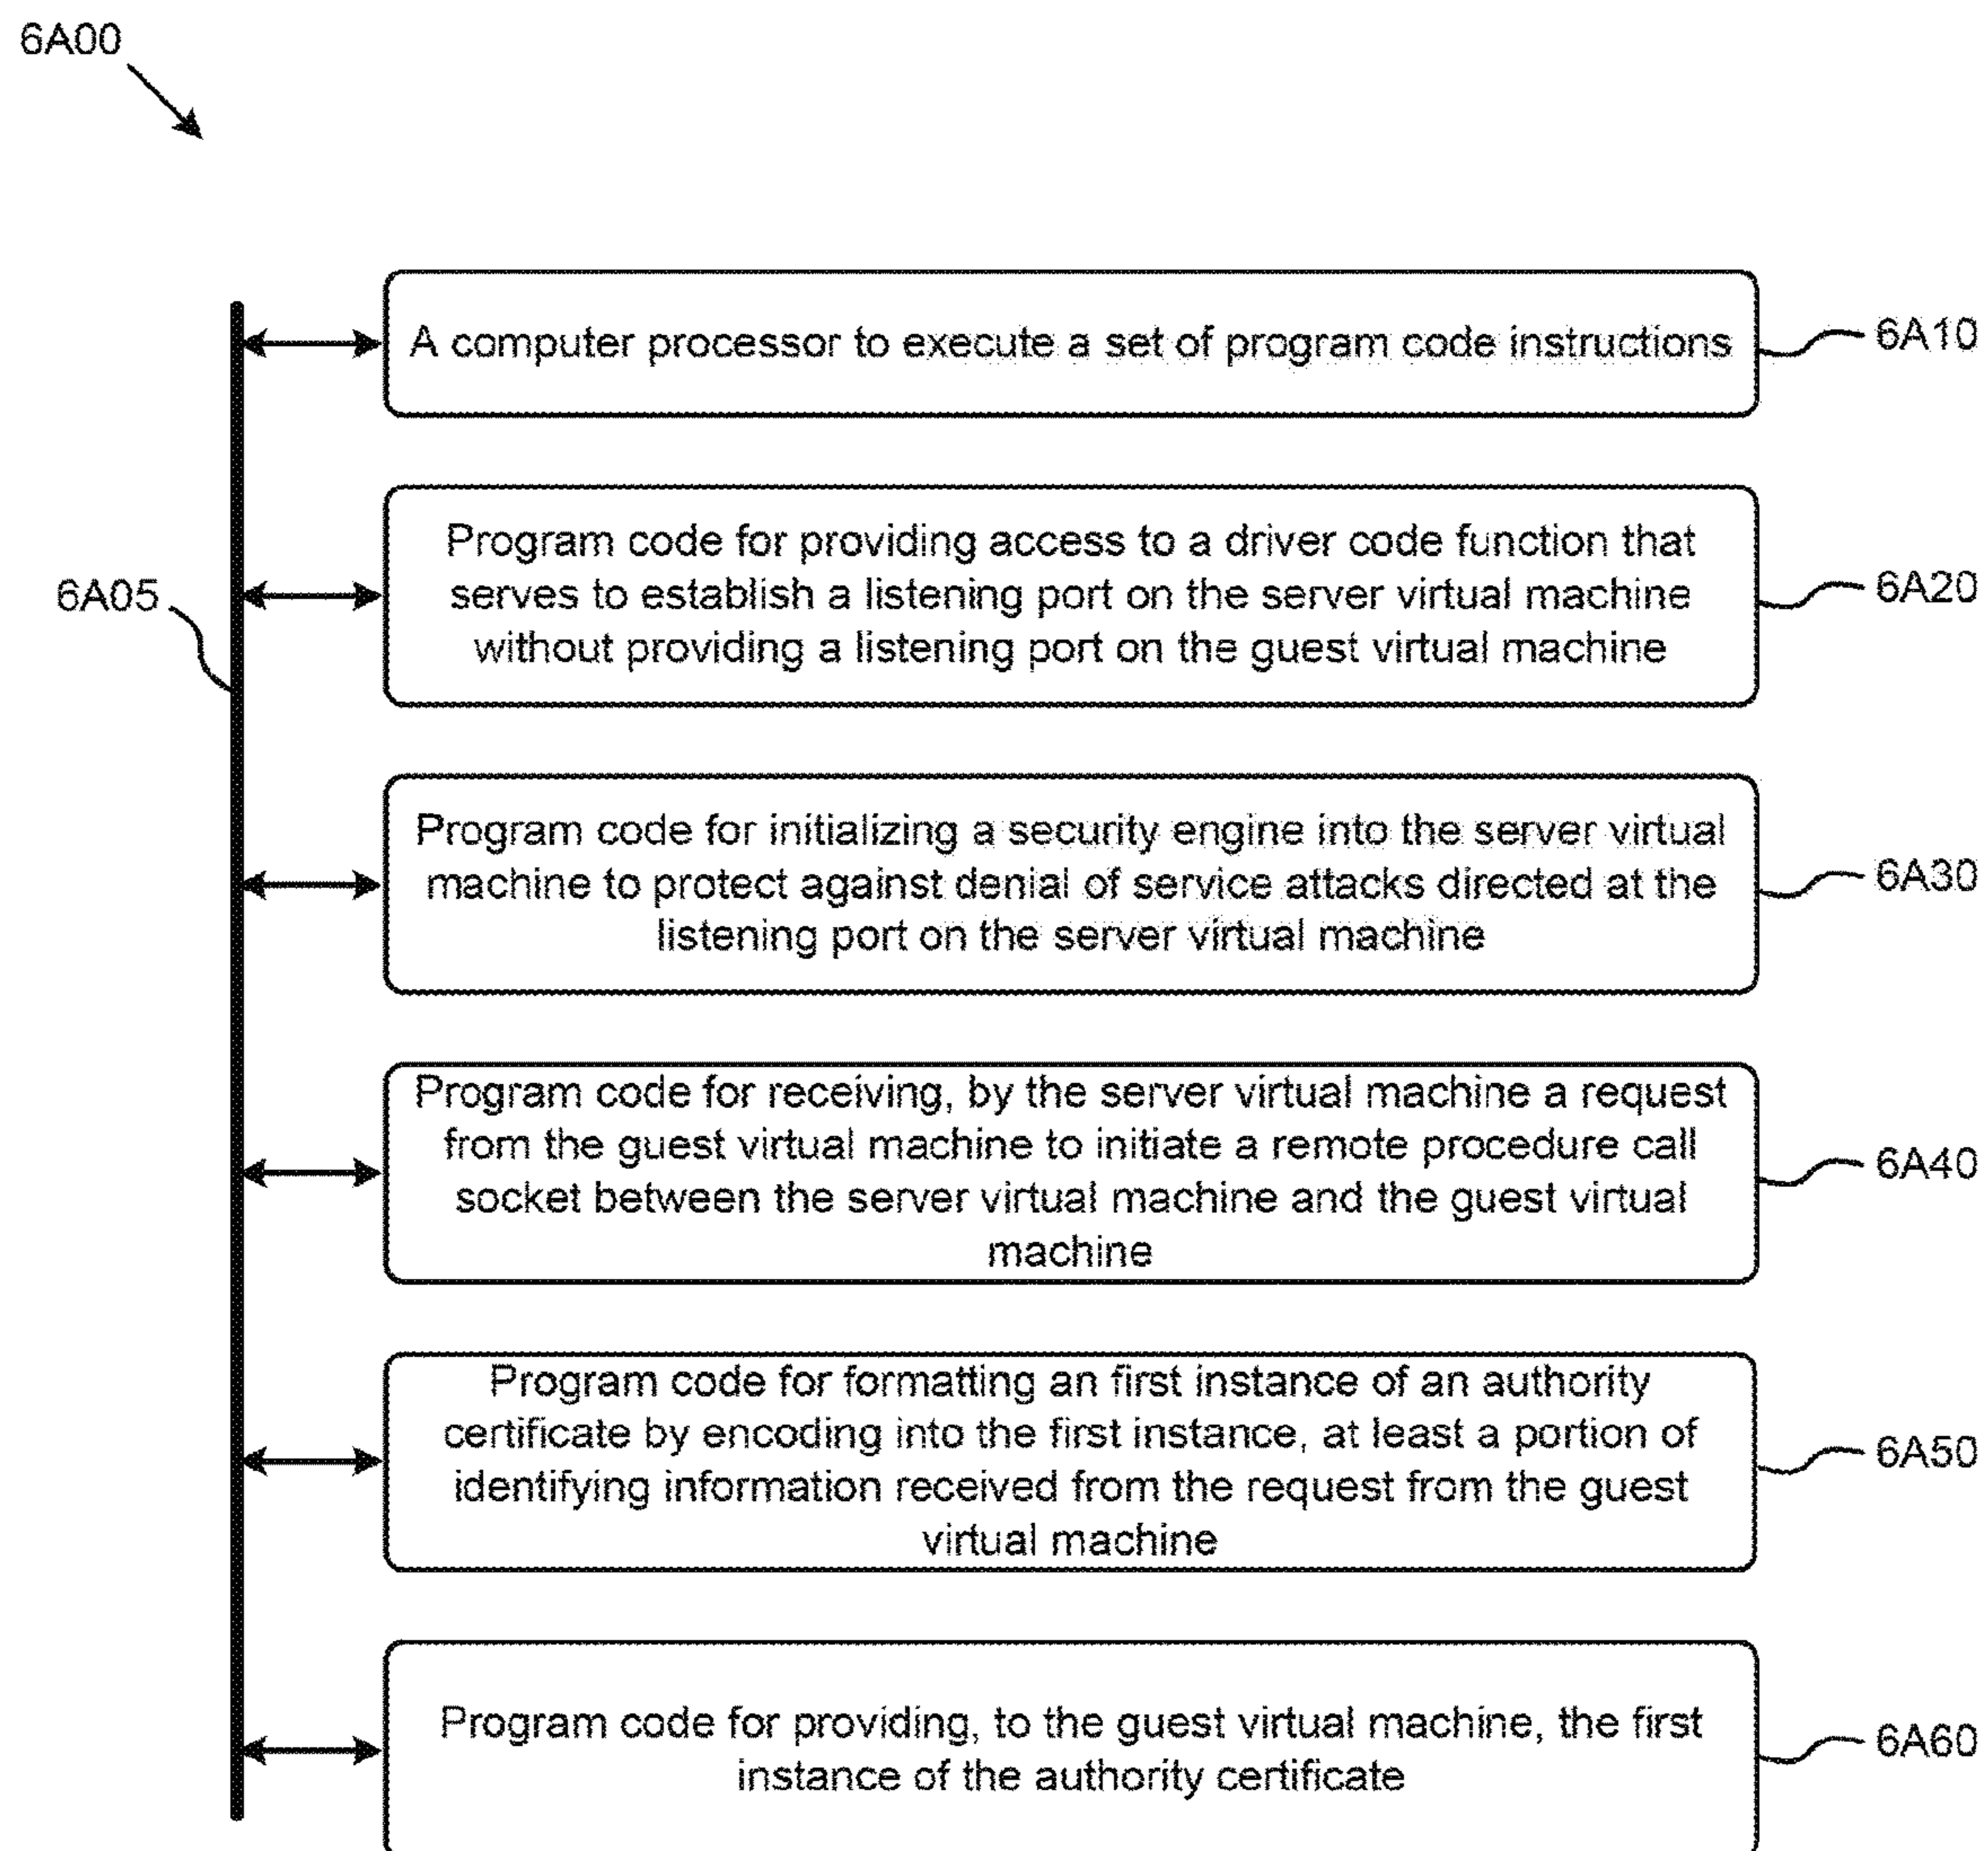 6A00
A computer processor to execute a set of program code instructions
6A10
Program code for providing access to a driver code function that
serves to establish a listening port on the server virtual machine
without providing a listening port on the guest virtual machine
6A20
6A05
Program code for initializing a security engine into the server virtual
machine to protect against denial of service attacks directed at the
listening port on the server virtual machine
6A30
Program code for receiving, by the server virtual machine a request
from the guest virtual machine to initiate a remote procedure call
socket between the server virtual machine and the guest virtual
machine
6A40
Program code for formatting an first instance of an authority
certificate by encoding into the first instance, at least a portion of
identifying information received from the request from the guest
virtual machine
6A50
Program code for providing, to the guest virtual machine, the first
instance of the authority certificate
6A60